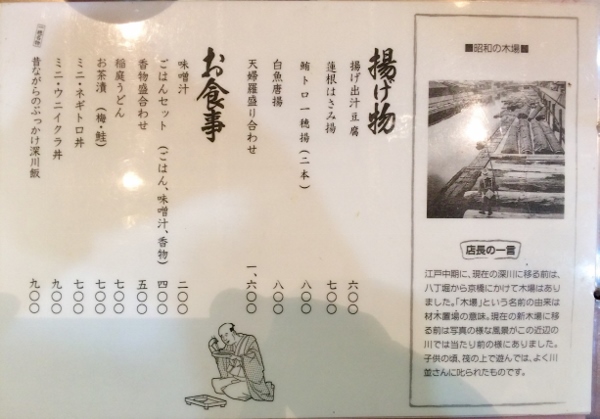 ■昭和の木場■
店長の一言
江戸中期に、現在の深川に移る前は、
八丁堀から京橋にかけて木場はあり
ました。「木場」という名前の由来は
材木置場の意味。現在の新木場に移
る前は写真の様な風景がこの近辺の
川では当たり前の様にありました。
子供の頃、筏の上で遊んでは、よく川
並さんに叱られたものです。
揚げ物
揚げ出汁豆腐 六〇〇
蓮根はさみ揚 七〇〇
鮪トロ一穂揚(二本) 八〇〇
白魚唐揚 八〇〇
天婦羅盛り合わせ 一、六〇〇
お食事
味噌汁 二〇〇
ごはんセット(ごはん、味噌汁、香物) 四〇〇
香物盛合わせ 五〇〇
稲庭うどん 七〇〇
お茶漬(梅・鮭) 七〇〇
ミニ・ネギトロ丼 七〇〇
ミニ・ウニイクラ丼 九〇〇
昔ながらのぶっかけ深川飯 九〇〇